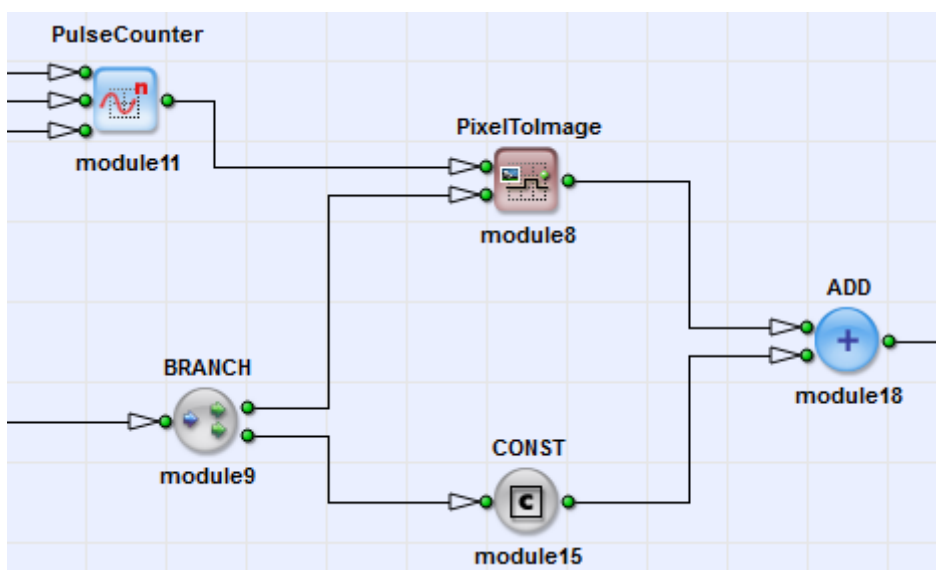 PulseCounter
n
module11
PixelToImage
module8
ADD
+
module18
BRANCH
module9
CONST
C
module15